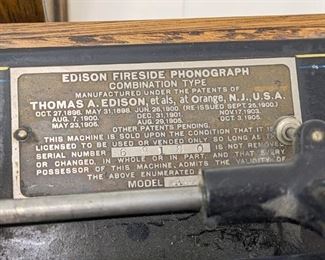 EDISON FIRESIDE PHONOGRAPH
COMBINATION TYPE
MANUFACTURED UNDER THE PATENTS OF
THOMAS A. EDISON, et als, at Orange, N.J., U.S.A.
OCT. 27, 1896. MAY 31, 1898. JUN. 26, 1900. (RE-ISSUED SEPT. 25, 1900.)
AUG. 7, 1900. DEC. 31, 1901. NOV. 17, 1903.
MAY 23, 1905. AUG. 29, 1905. OCT. 3, 1905.
OTHER PATENTS PENDING.
THIS MACHINE IS SOLD UPON THE CONDITION THAT IT IS
LICENSED TO BE USED OR VENDED ONLY SO LONG AS
SERIAL NUMBER IS NOT REMOVED
OR CHANGED, IN WHOLE OR IN PART, AND THAT EVERY
POSSESSOR OF THIS MACHINE, ADMITS THE VALIDITY OF
THE ABOVE ENUMERATED
MODEL